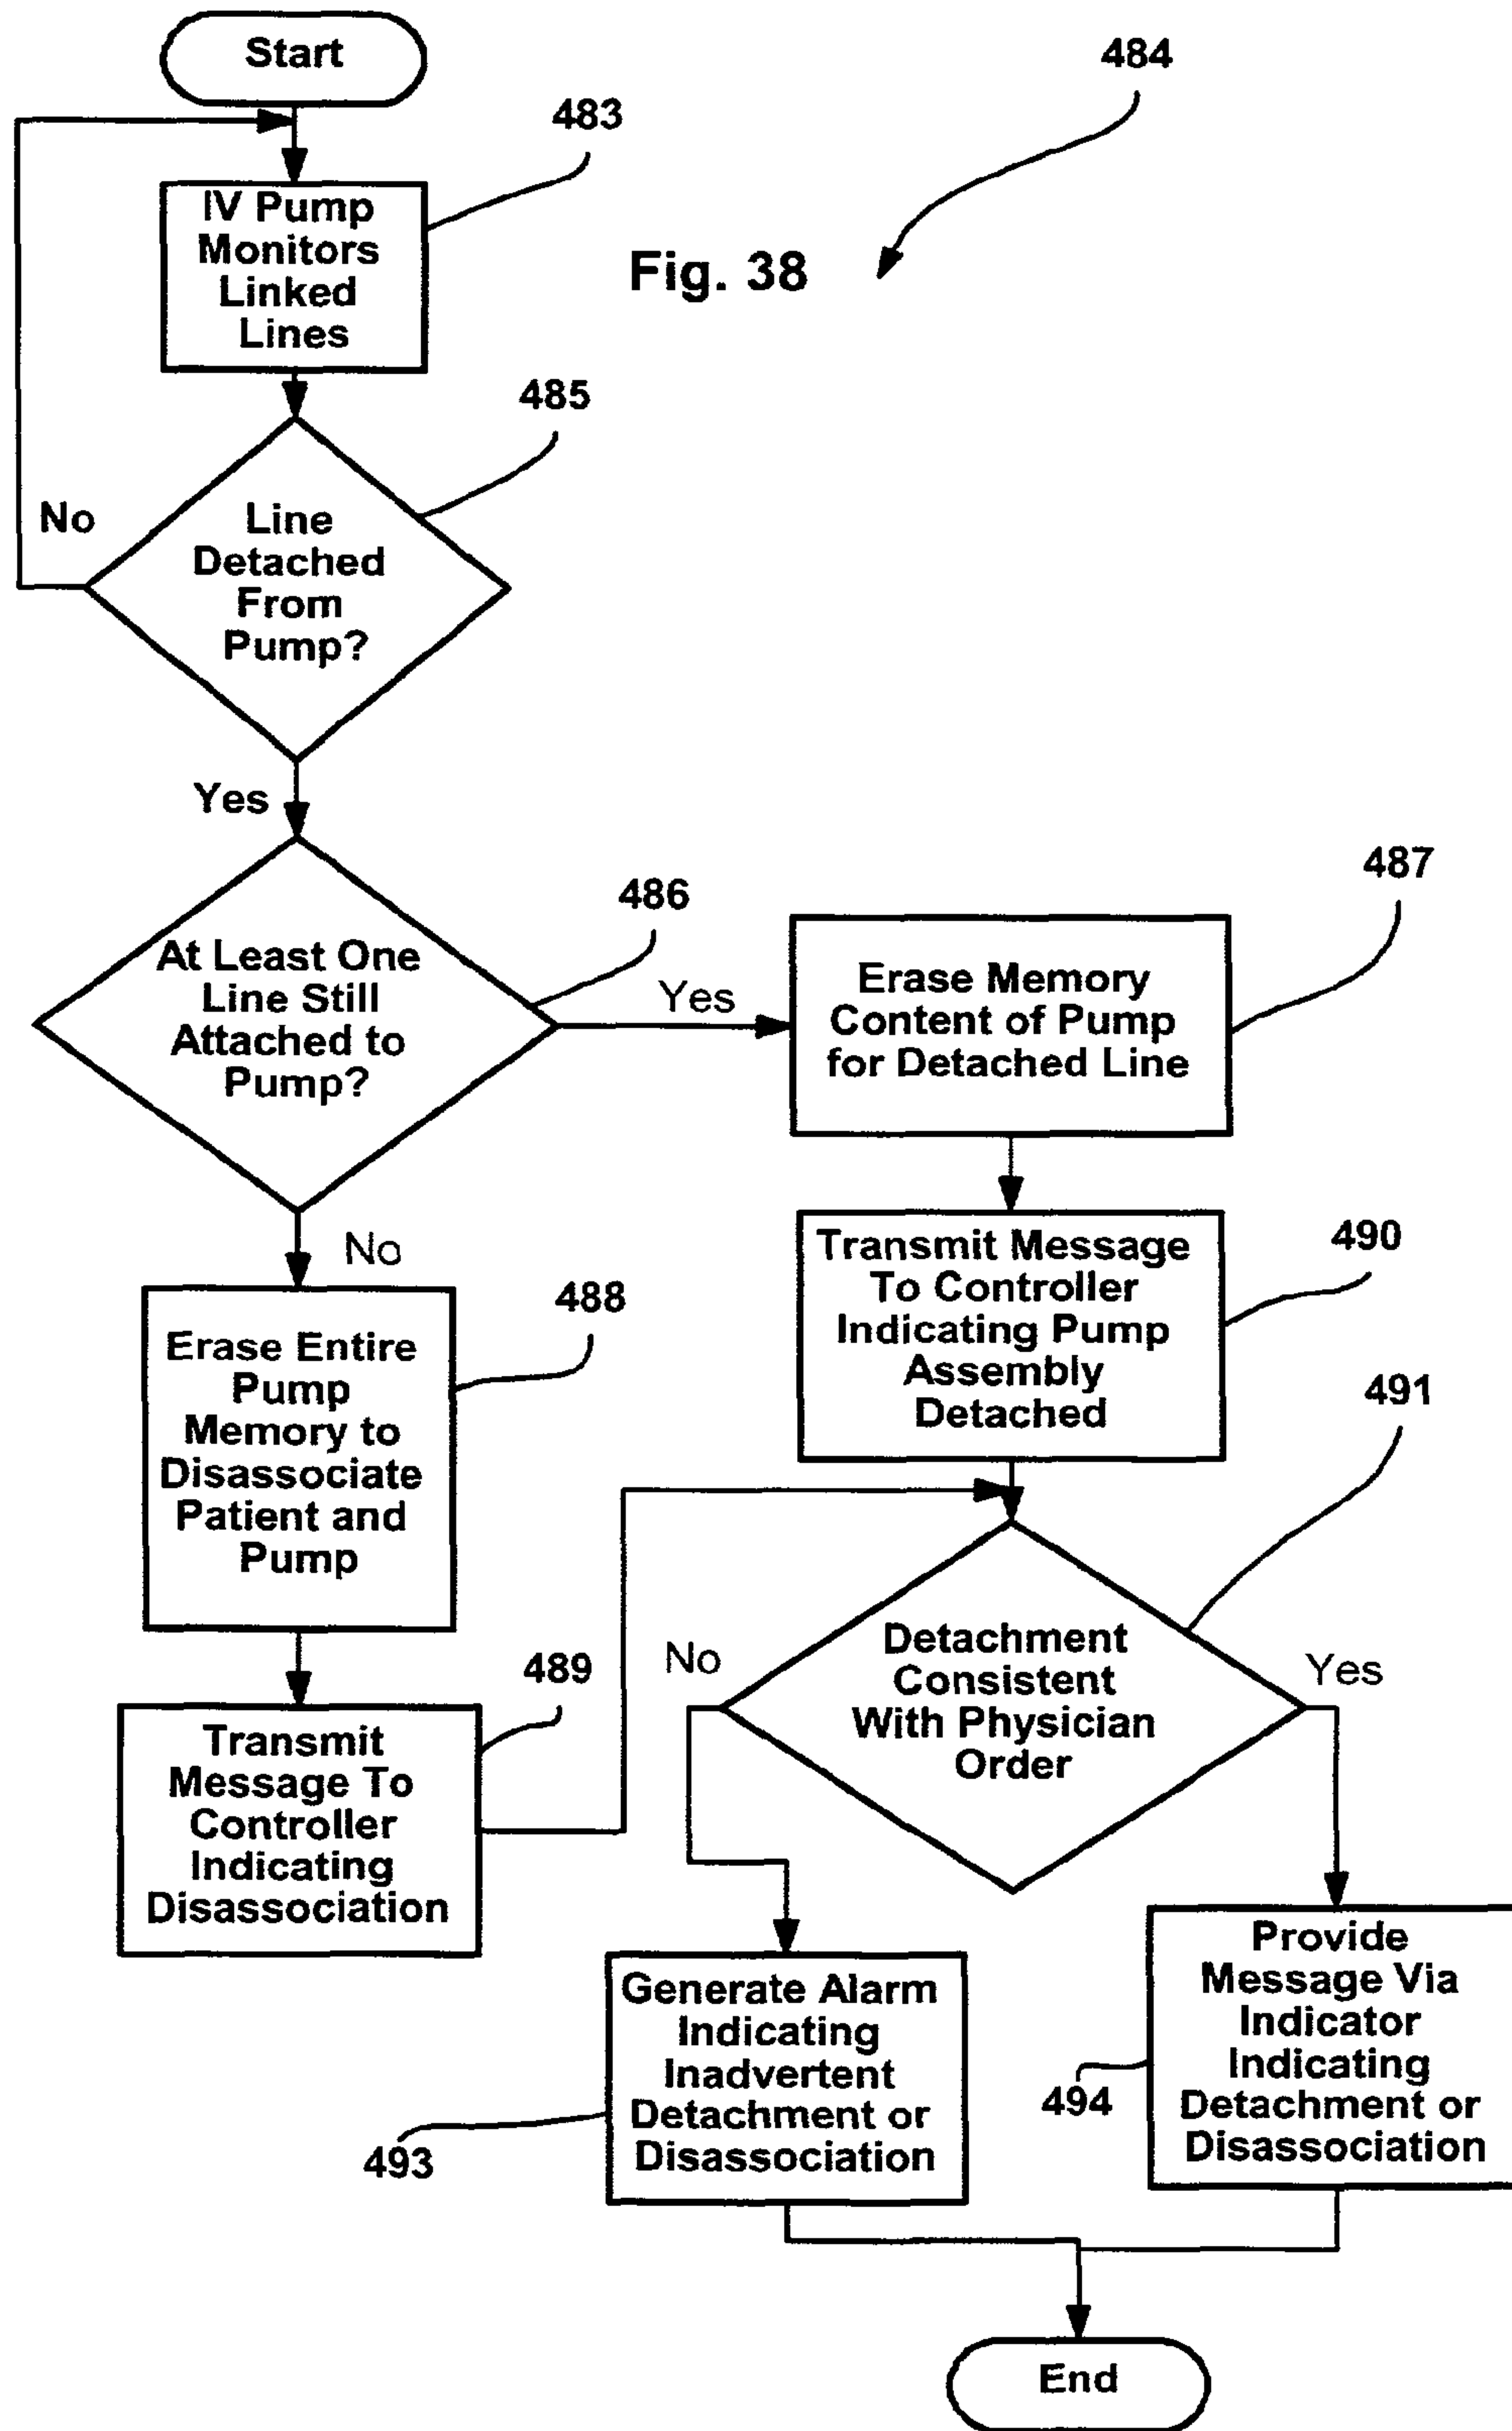 Start
484
483
IV Pump
Monitors
Linked
Lines
Fig. 38
485
No
Line
Detached
From
Pump?
Yes
486
At Least One
Line Still
Attached to
Pump?
Yes
487
Erase Memory
Content of Pump
for Detached Line
No
490
Transmit Message
To Controller
Indicating Pump
Assembly
Detached
488
Erase Entire
Pump
Memory to
Disassociate
Patient and
Pump
491
489
Transmit
Message To
Controller
Indicating
Disassociation
No
Detachment
Consistent
With Physician
Order
Yes
493
Generate Alarm
Indicating
Inadvertent
Detachment or
Disassociation
494
Provide
Message Via
Indicator
Indicating
Detachment or
Disassociation
End